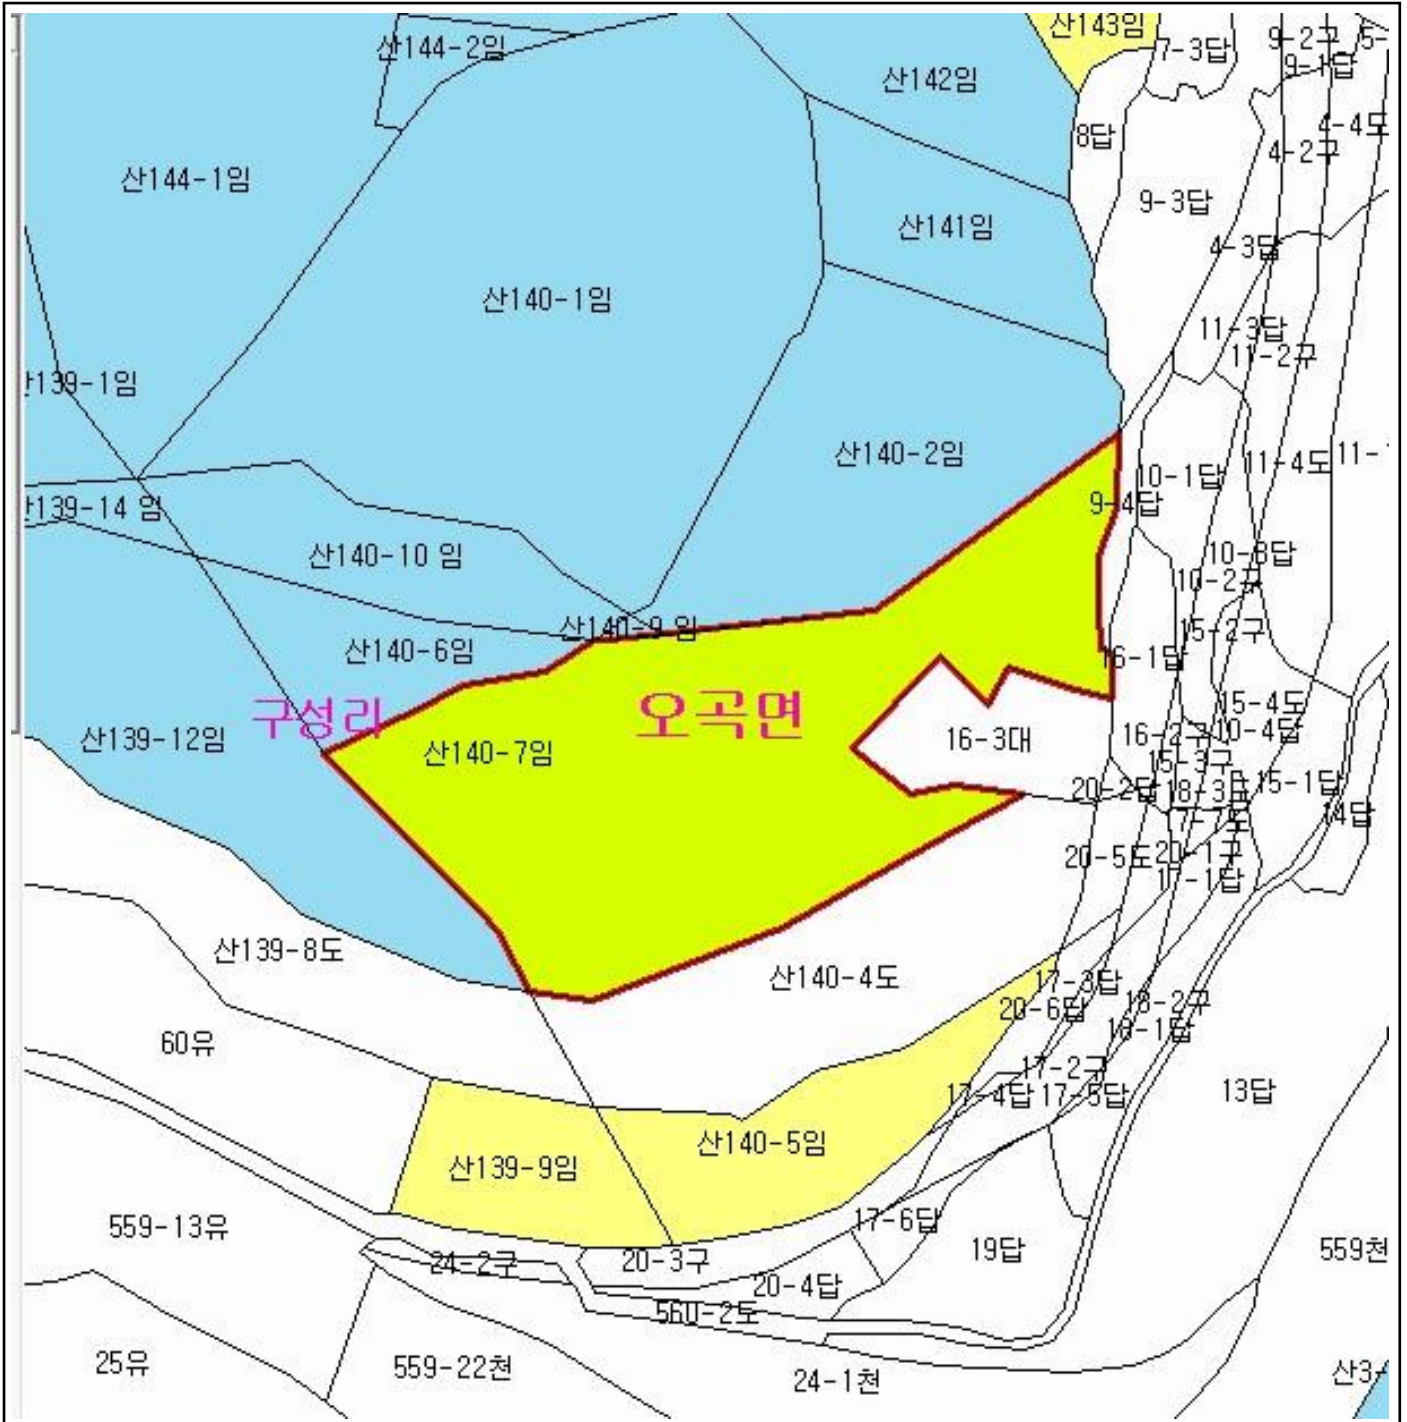 산143임
산144-2임
7-3답
9-2구
5-
9-1답
산142임
8답
4-4도
4-2구
산144-1임
9-3답
산141임
4-3답
산140-1임
11-3답
11-2구
139-1임
산140-2임
11-4도
11-
10-1답
9-4답
139-14 임
산140-10 임
10-3답
10-2구
산140-9 임
15-2구
산140-6임
16-1답
구성리
오곡면
15-4도
10-4답
산139-12임
산140-7임
16-3대
16-2구
15-3구
20-2답
18-3도
15-1답
14답
20-5도
20-1구
17-1답
산139-8도
산140-4도
17-3답
20-6답
18-2구
18-1답
60유
17-2구
17-4답
17-5답
13답
산140-5임
산139-9임
559-13유
17-6답
19답
559천
24-2구
20-3구
20-4답
560-2도
25유
559-22천
24-1천
산3-